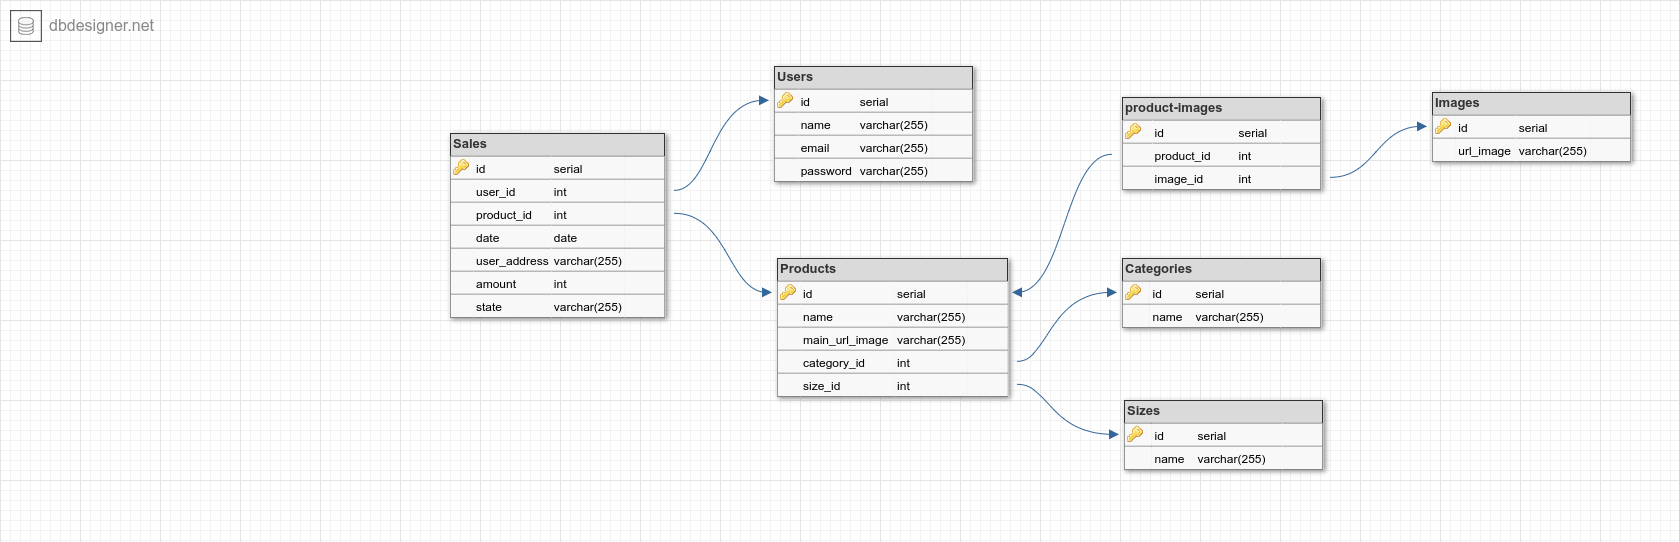 dbdesigner.net
Sales
id serial
user_id int
product_id int
date date
user_address varchar(255)
amount int
state varchar(255)
Users
id serial
name varchar(255)
email varchar(255)
password varchar(255)
Products
id serial
name varchar(255)
main_url_image varchar(255)
category_id int
size_id int
product-images
id serial
product_id int
image_id int
Categories
id serial
name varchar(255)
Sizes
id serial
name varchar(255)
Images
id serial
url_image varchar(255)